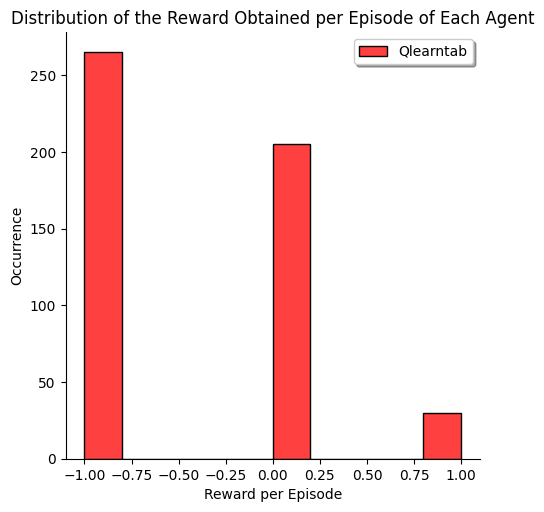 Distribution of the Reward Obtained per Episode of Each Agent
Qlearntab
250
200
150
100
50
0
Occurrence
−1.00 −0.75 −0.50 −0.25 0.00 0.25 0.50 0.75 1.00
Reward per Episode